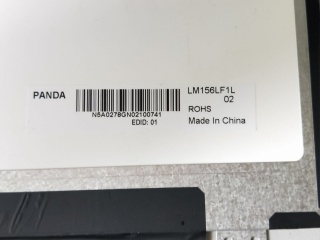 PANDA
LM156LF1L
02
N5A0278GN02100741
EDID: 01
ROHS
Made In China